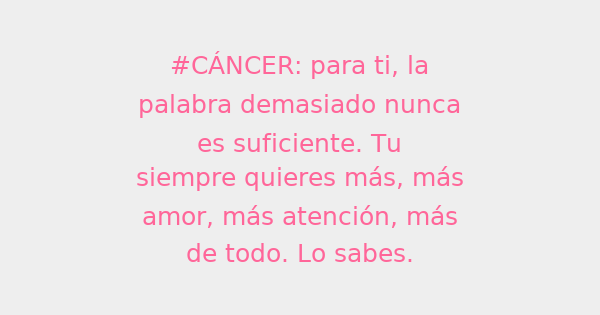 #CÁNCER: para ti, la
palabra demasiado nunca
es suficiente. Tu
siempre quieres más, más
amor, más atención, más
de todo. Lo sabes.